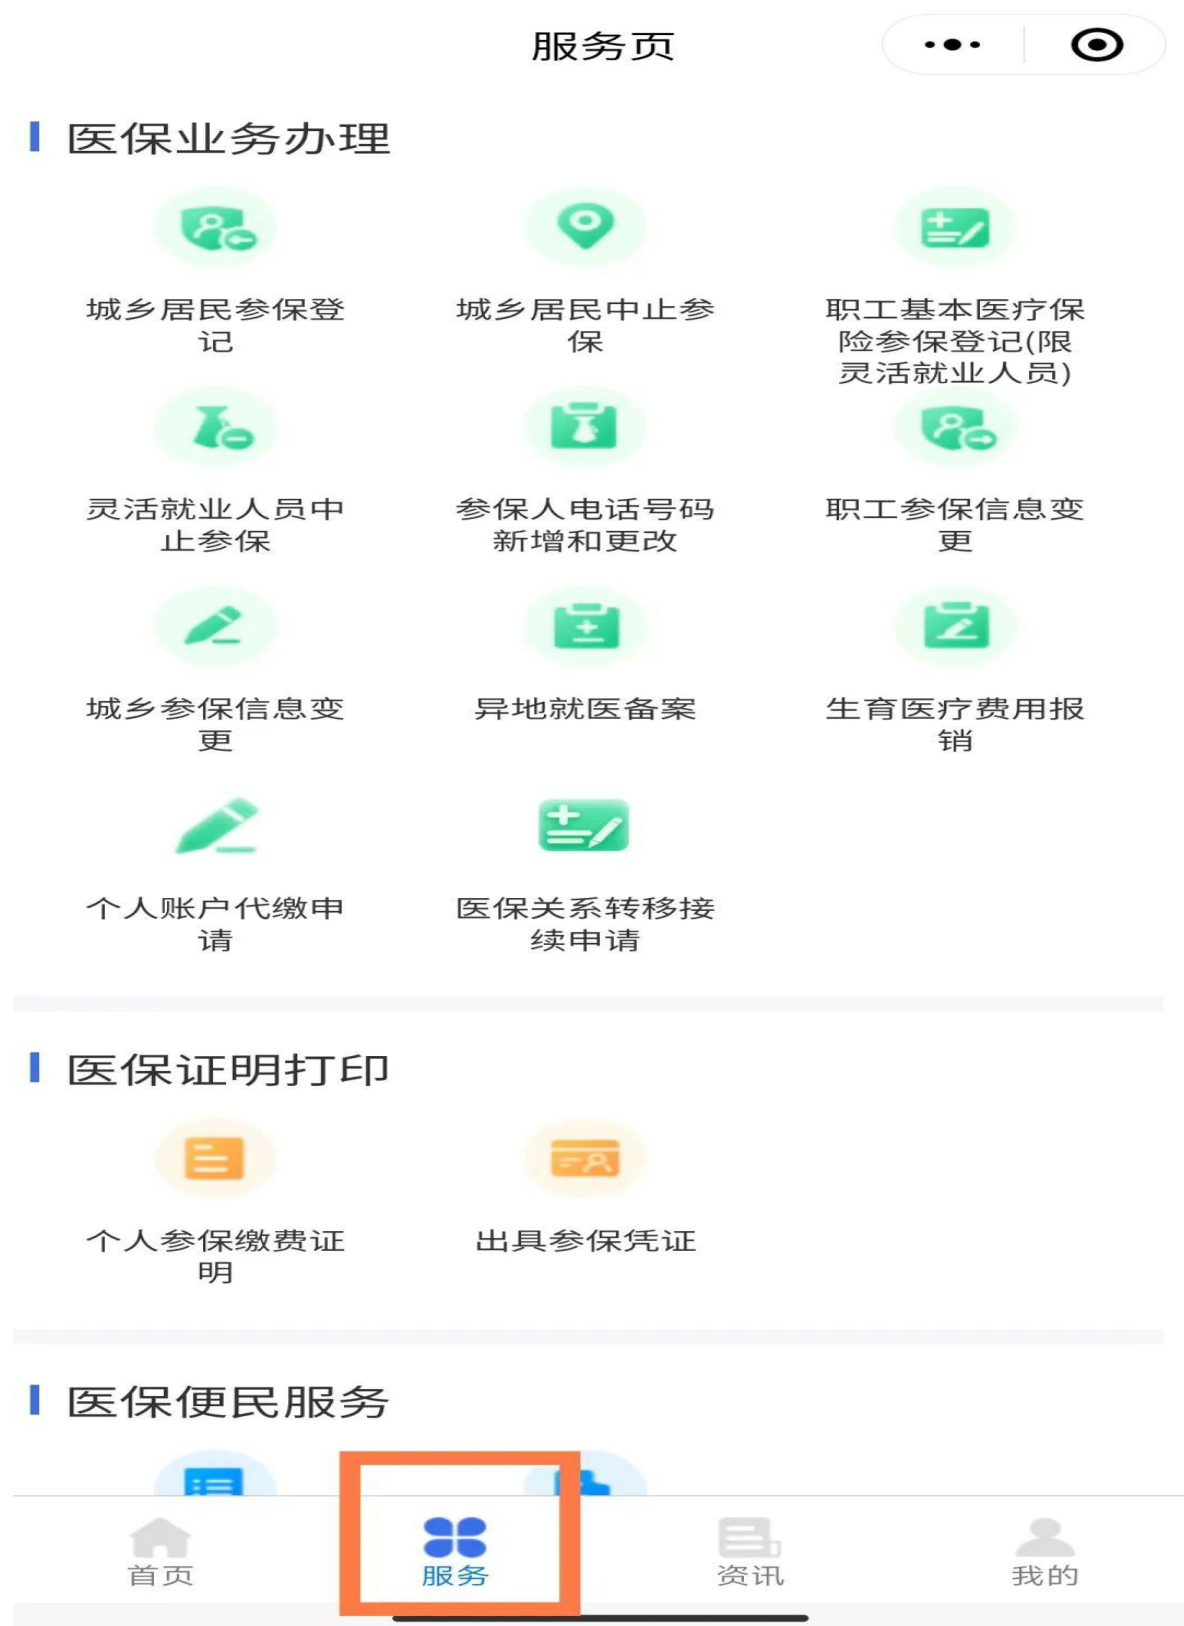 服务页
医保业务办理
城乡居民参保登
记
城乡居民中止参
保
职工基本医疗保
险参保登记(限
灵活就业人员)
灵活就业人员中
止参保
参保人电话号码
新增和更改
职工参保信息变
更
城乡参保信息变
更
异地就医备案
生育医疗费用报
销
个人账户代缴申
请
医保关系转移接
续申请
医保证明打印
个人参保缴费证
明
出具参保凭证
医保便民服务
首页
服务
资讯
我的